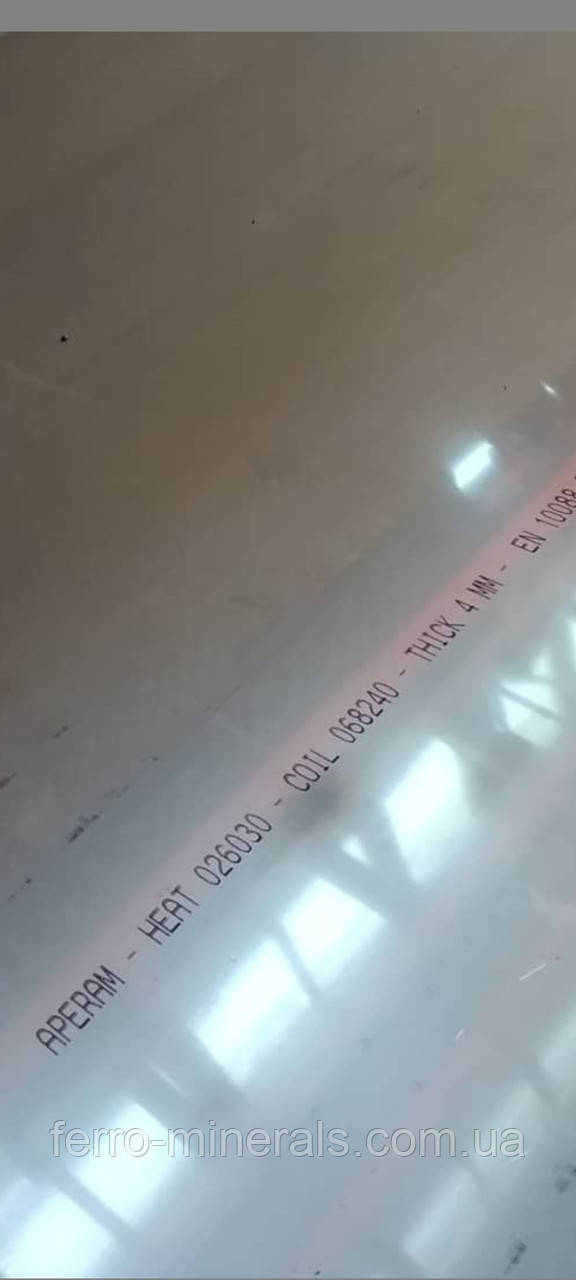 APERAM - HEAT 026030 - COIL 068240 - THICK 4 MM - EN 10088
ferro-minerals.com.ua